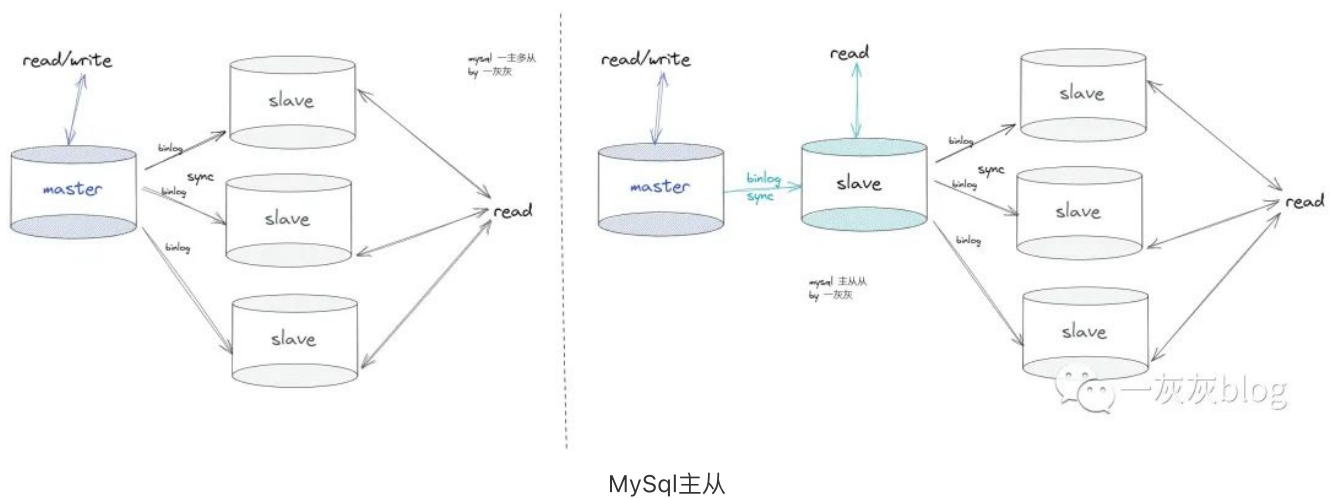 read/write
mysql 一主多从
by 一灰灰
slave
master
binlog
sync
binlog
slave
binlog
slave
read
read/write
read
slave
master
binlog
sync
slave
binlog
sync
binlog
slave
binlog
slave
read
mysql 主从从
by 一灰灰
一灰灰blog
MySql主从